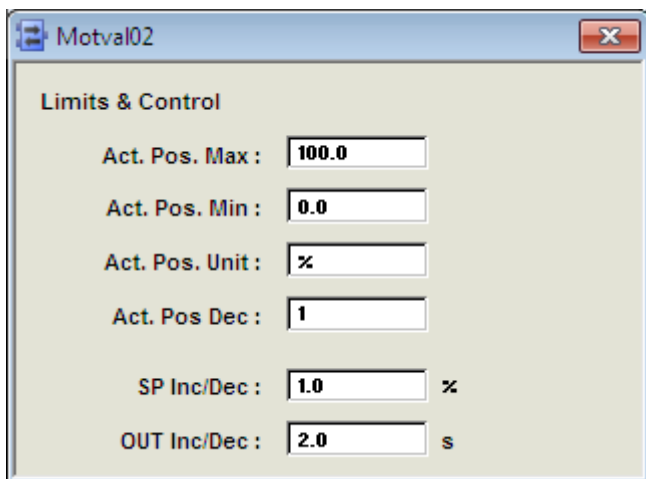 Motval02
Limits & Control
Act. Pos. Max : 100.0
Act. Pos. Min : 0.0
Act. Pos. Unit : %
Act. Pos Dec : 1
SP Inc/Dec : 1.0 %
OUT Inc/Dec : 2.0 s